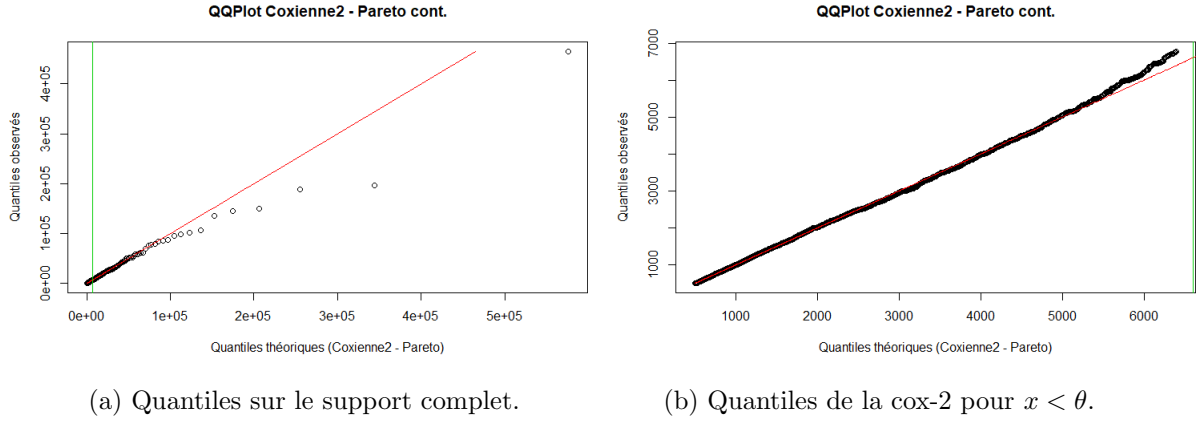 QQPlot Coxienne2 - Pareto cont.
Quantiles observés
0e+00 1e+05 2e+05 3e+05 4e+05
0e+00 1e+05 2e+05 3e+05 4e+05 5e+05
Quantiles théoriques (Coxienne2 - Pareto)
(a) Quantiles sur le support complet.
QQPlot Coxienne2 - Pareto cont.
Quantiles observés
1000 3000 5000 7000
1000 2000 3000 4000 5000 6000
Quantiles théoriques (Coxienne2 - Pareto)
(b) Quantiles de la cox-2 pour x < θ.